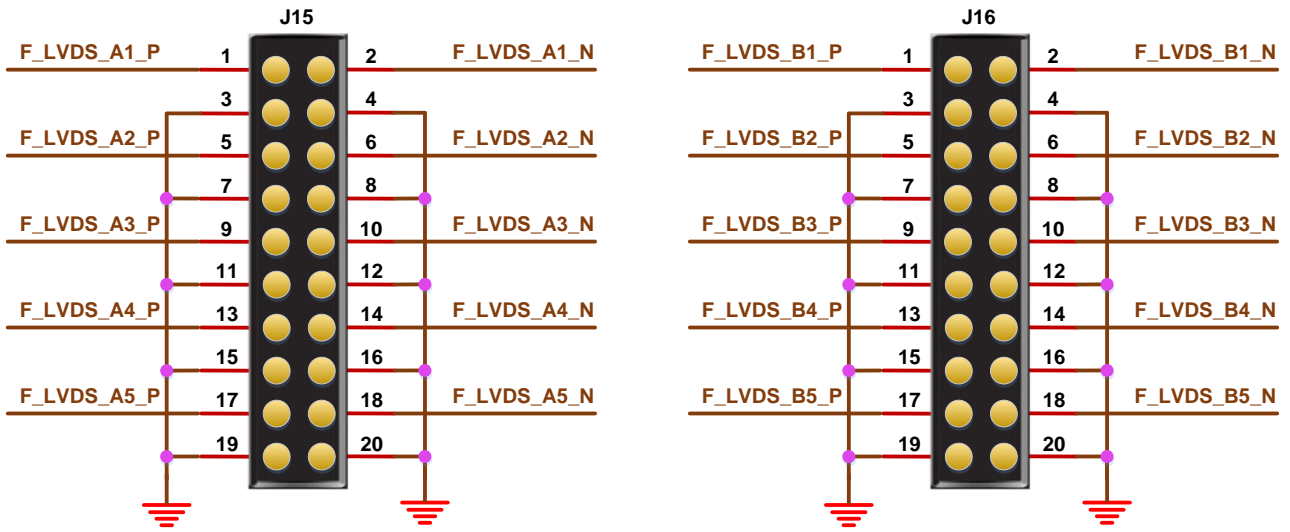 J15 J16
F_LVDS_A1_P 1 2 F_LVDS_A1_N F_LVDS_B1_P 1 2 F_LVDS_B1_N
3 4 3 4
F_LVDS_A2_P 5 6 F_LVDS_A2_N F_LVDS_B2_P 5 6 F_LVDS_B2_N
7 8 7 8
F_LVDS_A3_P 9 10 F_LVDS_A3_N F_LVDS_B3_P 9 10 F_LVDS_B3_N
11 12 11 12
F_LVDS_A4_P 13 14 F_LVDS_A4_N F_LVDS_B4_P 13 14 F_LVDS_B4_N
15 16 15 16
F_LVDS_A5_P 17 18 F_LVDS_A5_N F_LVDS_B5_P 17 18 F_LVDS_B5_N
19 20 19 20